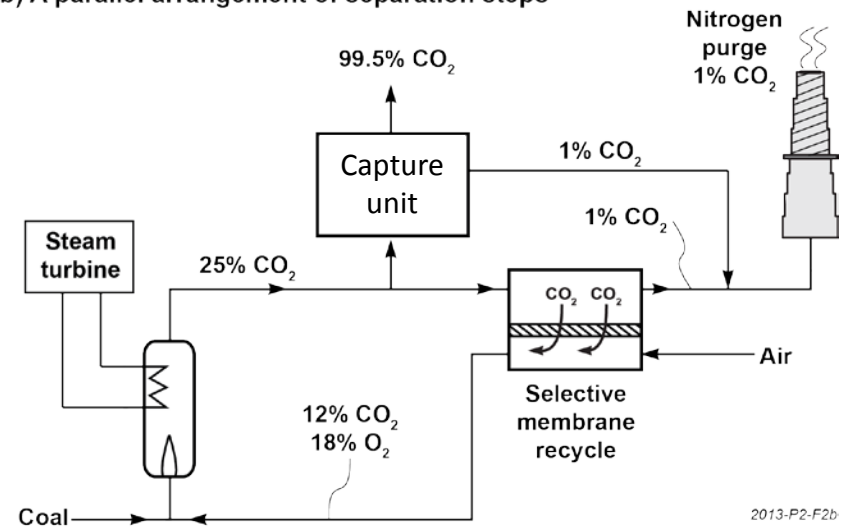 b) A parallel arrangement of separation steps
Nitrogen
purge
1% CO₂
99.5% CO₂
Capture
unit
1% CO₂
1% CO₂
Steam
turbine
25% CO₂
CO₂ CO₂
Air
Selective
membrane
recycle
12% CO₂
18% O₂
Coal
2013-P2-F2b